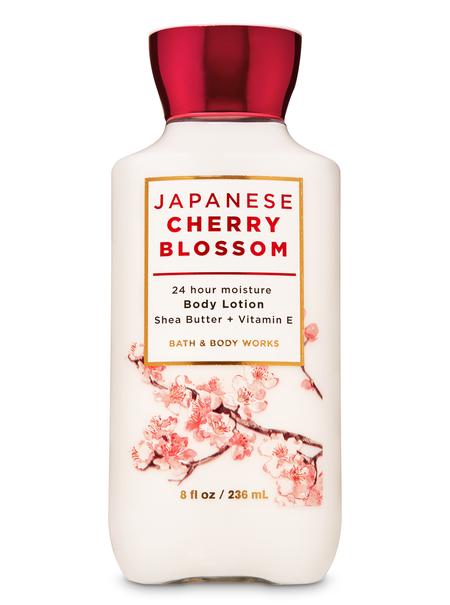 JAPANESE
CHERRY
BLOSSOM
24 hour moisture
Body Lotion
Shea Butter + Vitamin E
BATH & BODY WORKS
8 fl oz / 236 mL